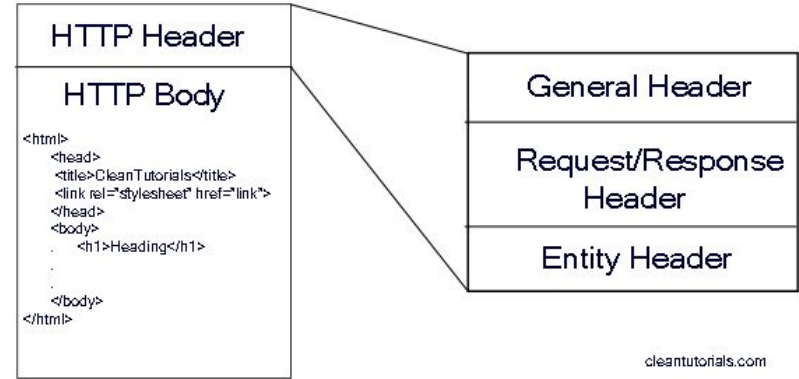 HTTP Header
HTTP Body
<html>
<head>
<title>CleanTutorials</title>
<link rel="stylesheet" href="link">
</head>
<body>
. <h1>Heading</h1>
.
.
</body>
</html>
General Header
Request/Response
Header
Entity Header
cleantutorials.com